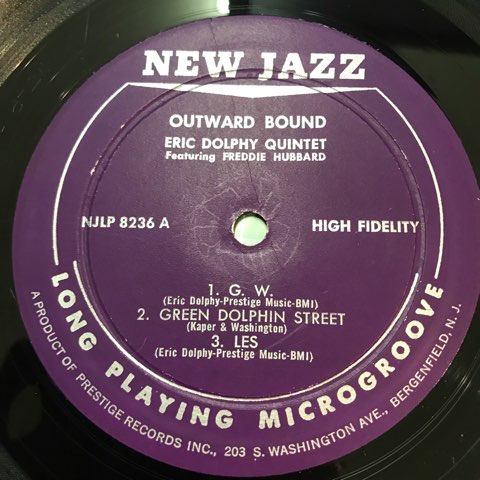 NEW JAZZ
OUTWARD BOUND
ERIC DOLPHY QUINTET
Featuring FREDDIE HUBBARD
NJLP 8236 A
HIGH FIDELITY
1. G. W.
(Eric Dolphy-Prestige Music-BMI)
2. GREEN DOLPHIN STREET
(Kaper & Washington)
3. LES
(Eric Dolphy-Prestige Music-BMI)
LONG PLAYING MICROGROOVE
A PRODUCT OF PRESTIGE RECORDS INC., 203 S. WASHINGTON AVE., BERGENFIELD, N. J.